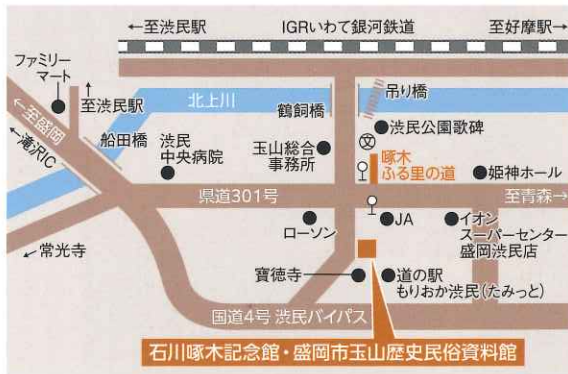 ←至渋民駅
IGRいわて銀河鉄道
至好摩駅→
ファミリー
マート
↑
至渋民駅
北上川
鶴飼橋
吊り橋
←至盛岡
←滝沢IC
船田橋
渋民
中央病院
玉山総合
事務所
文
渋民公園歌碑
啄木
ふる里の道
姫神ホール
県道301号
至青森→
ローソン
JA
イオン
スーパーセンター
盛岡渋民店
←常光寺
寶徳寺
道の駅
もりおか渋民(たみっと)
国道4号 渋民バイパス
石川啄木記念館・盛岡市玉山歴史民俗資料館